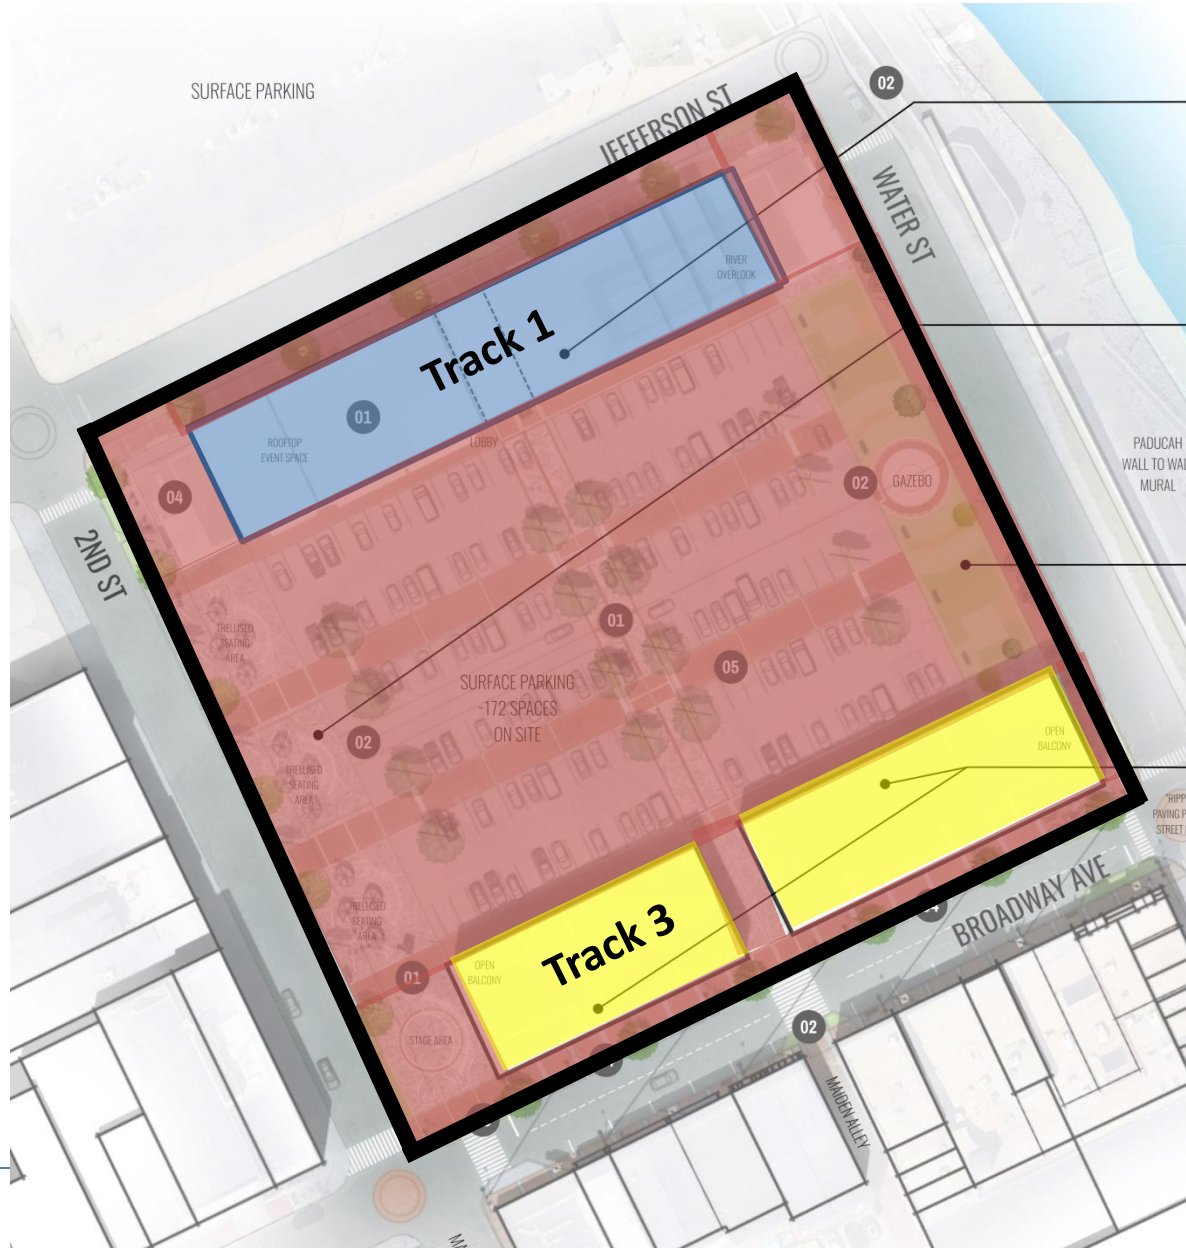 SURFACE PARKING
02
JEFFERSON ST
WATER ST
RIVER
OVERLOOK
Track 1
01
ROOFTOP
EVENT SPACE
LOBBY
04
PADUCAH
WALL TO WAL
MURAL
02
GAZEBO
2ND ST
TRELLISED
SEATING
AREA
01
05
SURFACE PARKING
~172 SPACES
ON SITE
02
TRELLISED
SEATING
AREA
OPEN
BALCONY
"RIPP
PAVING P
STREET
TRELLISED
SEATING
AREA
Track 3
BROADWAY AVE
OPEN
BALCONY
01
STAGE AREA
02
MAIDEN ALLEY
MA